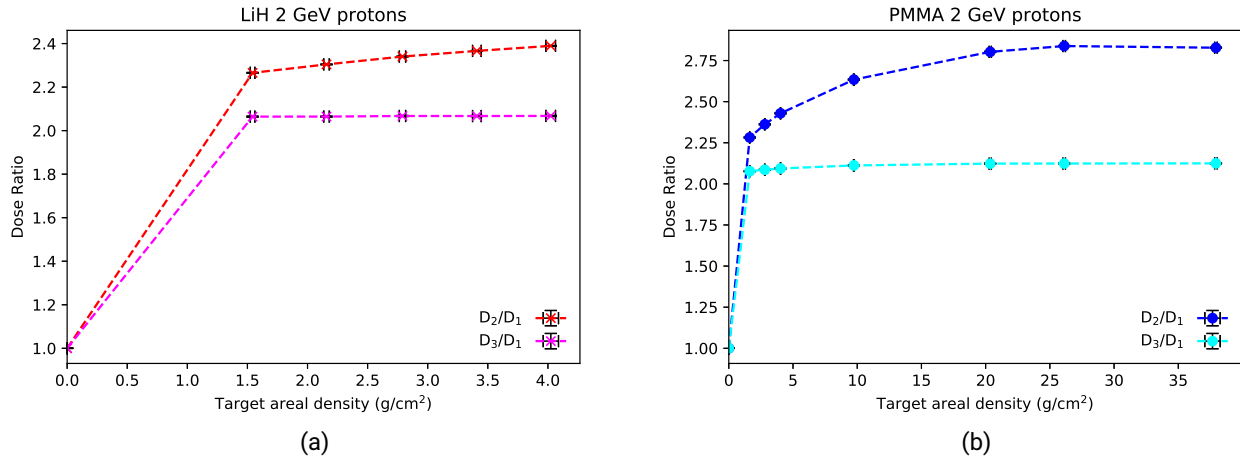 LiH 2 GeV protons
Dose Ratio
2.4
2.2
2.0
1.8
1.6
1.4
1.2
1.0
D₂/D₁
D₃/D₁
0.0 0.5 1.0 1.5 2.0 2.5 3.0 3.5 4.0
Target areal density (g/cm²)
(a)
PMMA 2 GeV protons
Dose Ratio
2.75
2.50
2.25
2.00
1.75
1.50
1.25
1.00
D₂/D₁
D₃/D₁
0 5 10 15 20 25 30 35
Target areal density (g/cm²)
(b)